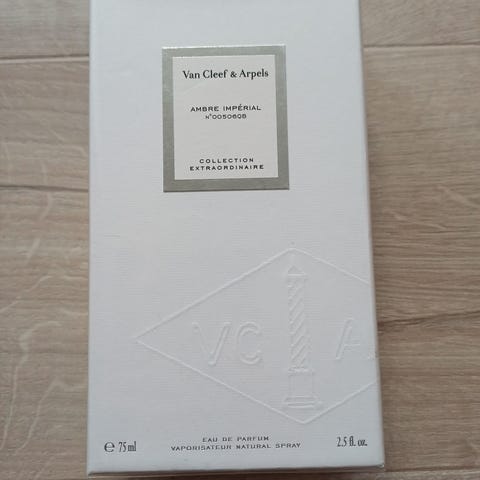 Van Cleef & Arpels
AMBRE IMPÉRIAL
N°0050608
COLLECTION
EXTRAORDINAIRE
VC A
EAU DE PARFUM
e 75 ml VAPORISATEUR NATURAL SPRAY 2.5 fl. oz.